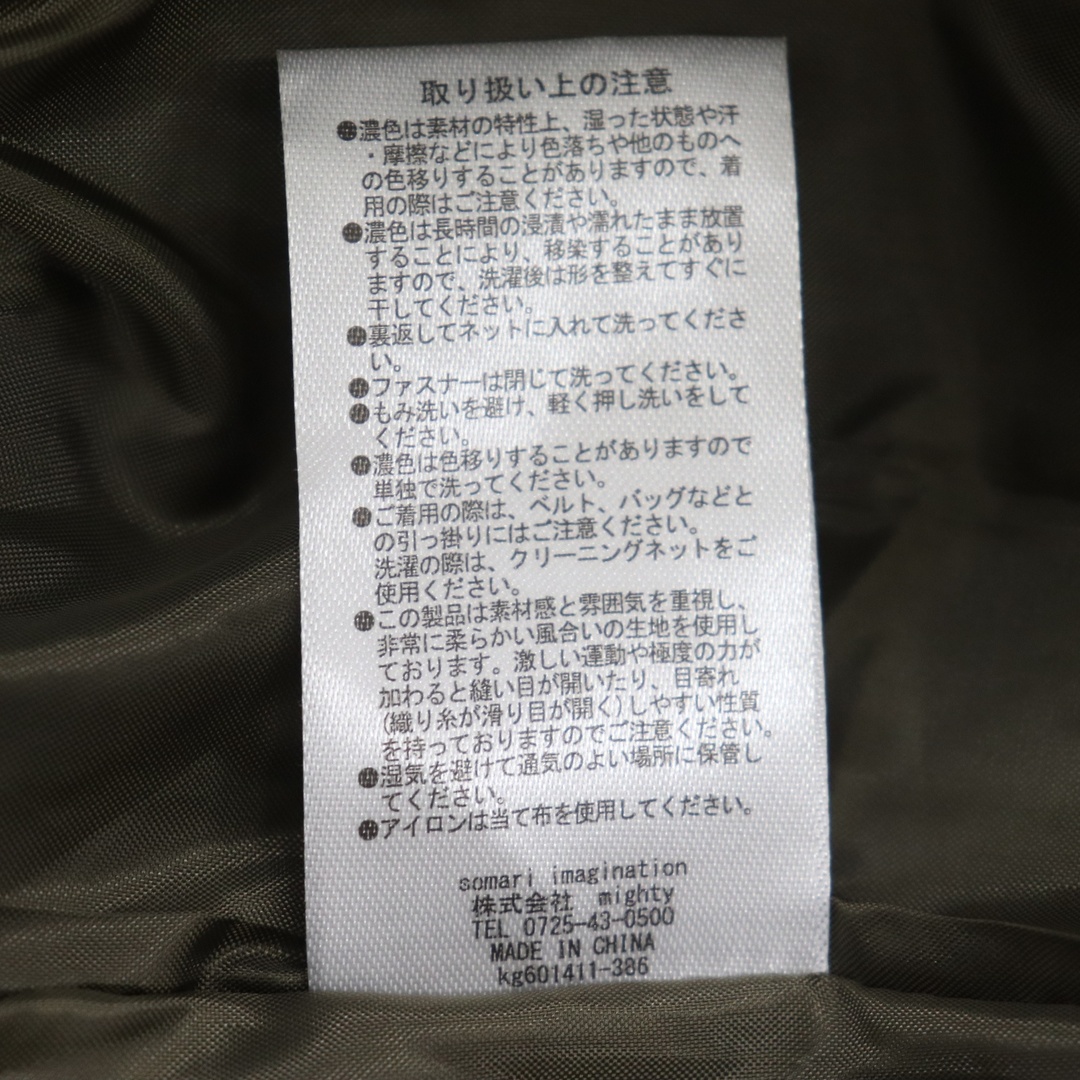 取り扱い上の注意
●濃色は素材の特性上、湿った状態や汗
・摩擦などにより色落ちや他のものへ
の色移りすることがありますので、着
用の際はご注意ください。
●濃色は長時間の浸漬や濡れたまま放置
することにより、移染することがあり
ますので、洗濯後は形を整えてすぐに
干してください。
●裏返してネットに入れて洗ってくださ
い。
●ファスナーは閉じて洗ってください。
●もみ洗いを避け、軽く押し洗いをして
ください。
●濃色は色移りすることがありますので
単独で洗ってください。
●ご着用の際は、ベルト、バッグなどと
の引っ掛りにはご注意ください。
洗濯の際は、クリーニングネットをご
使用ください。
●この製品は素材感と雰囲気を重視し、
非常に柔らかい風合いの生地を使用し
ております。激しい運動や極度の力が
加わると縫い目が開いたり、目寄れ
(織り糸が滑り目が開く)しやすい性質
を持っておりますのでご注意ください。
●湿気を避けて通気のよい場所に保管し
てください。
●アイロンは当て布を使用してください。
somari imagination
株式会社 mighty
TEL 0725-43-0500
MADE IN CHINA
kg601411-386